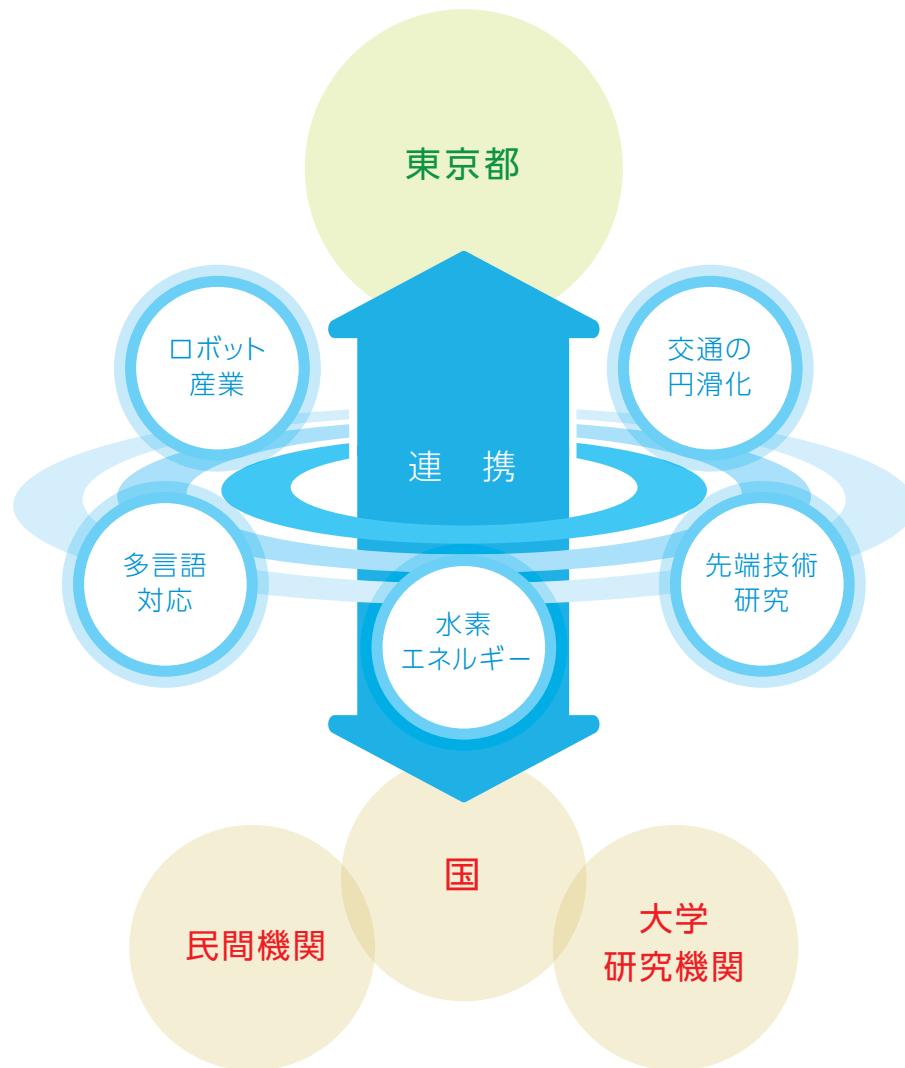 東京都
ロボット
産業
交通の
円滑化
連　携
多言語
対応
先端技術
研究
水素
エネルギー
国
民間機関
大学
研究機関